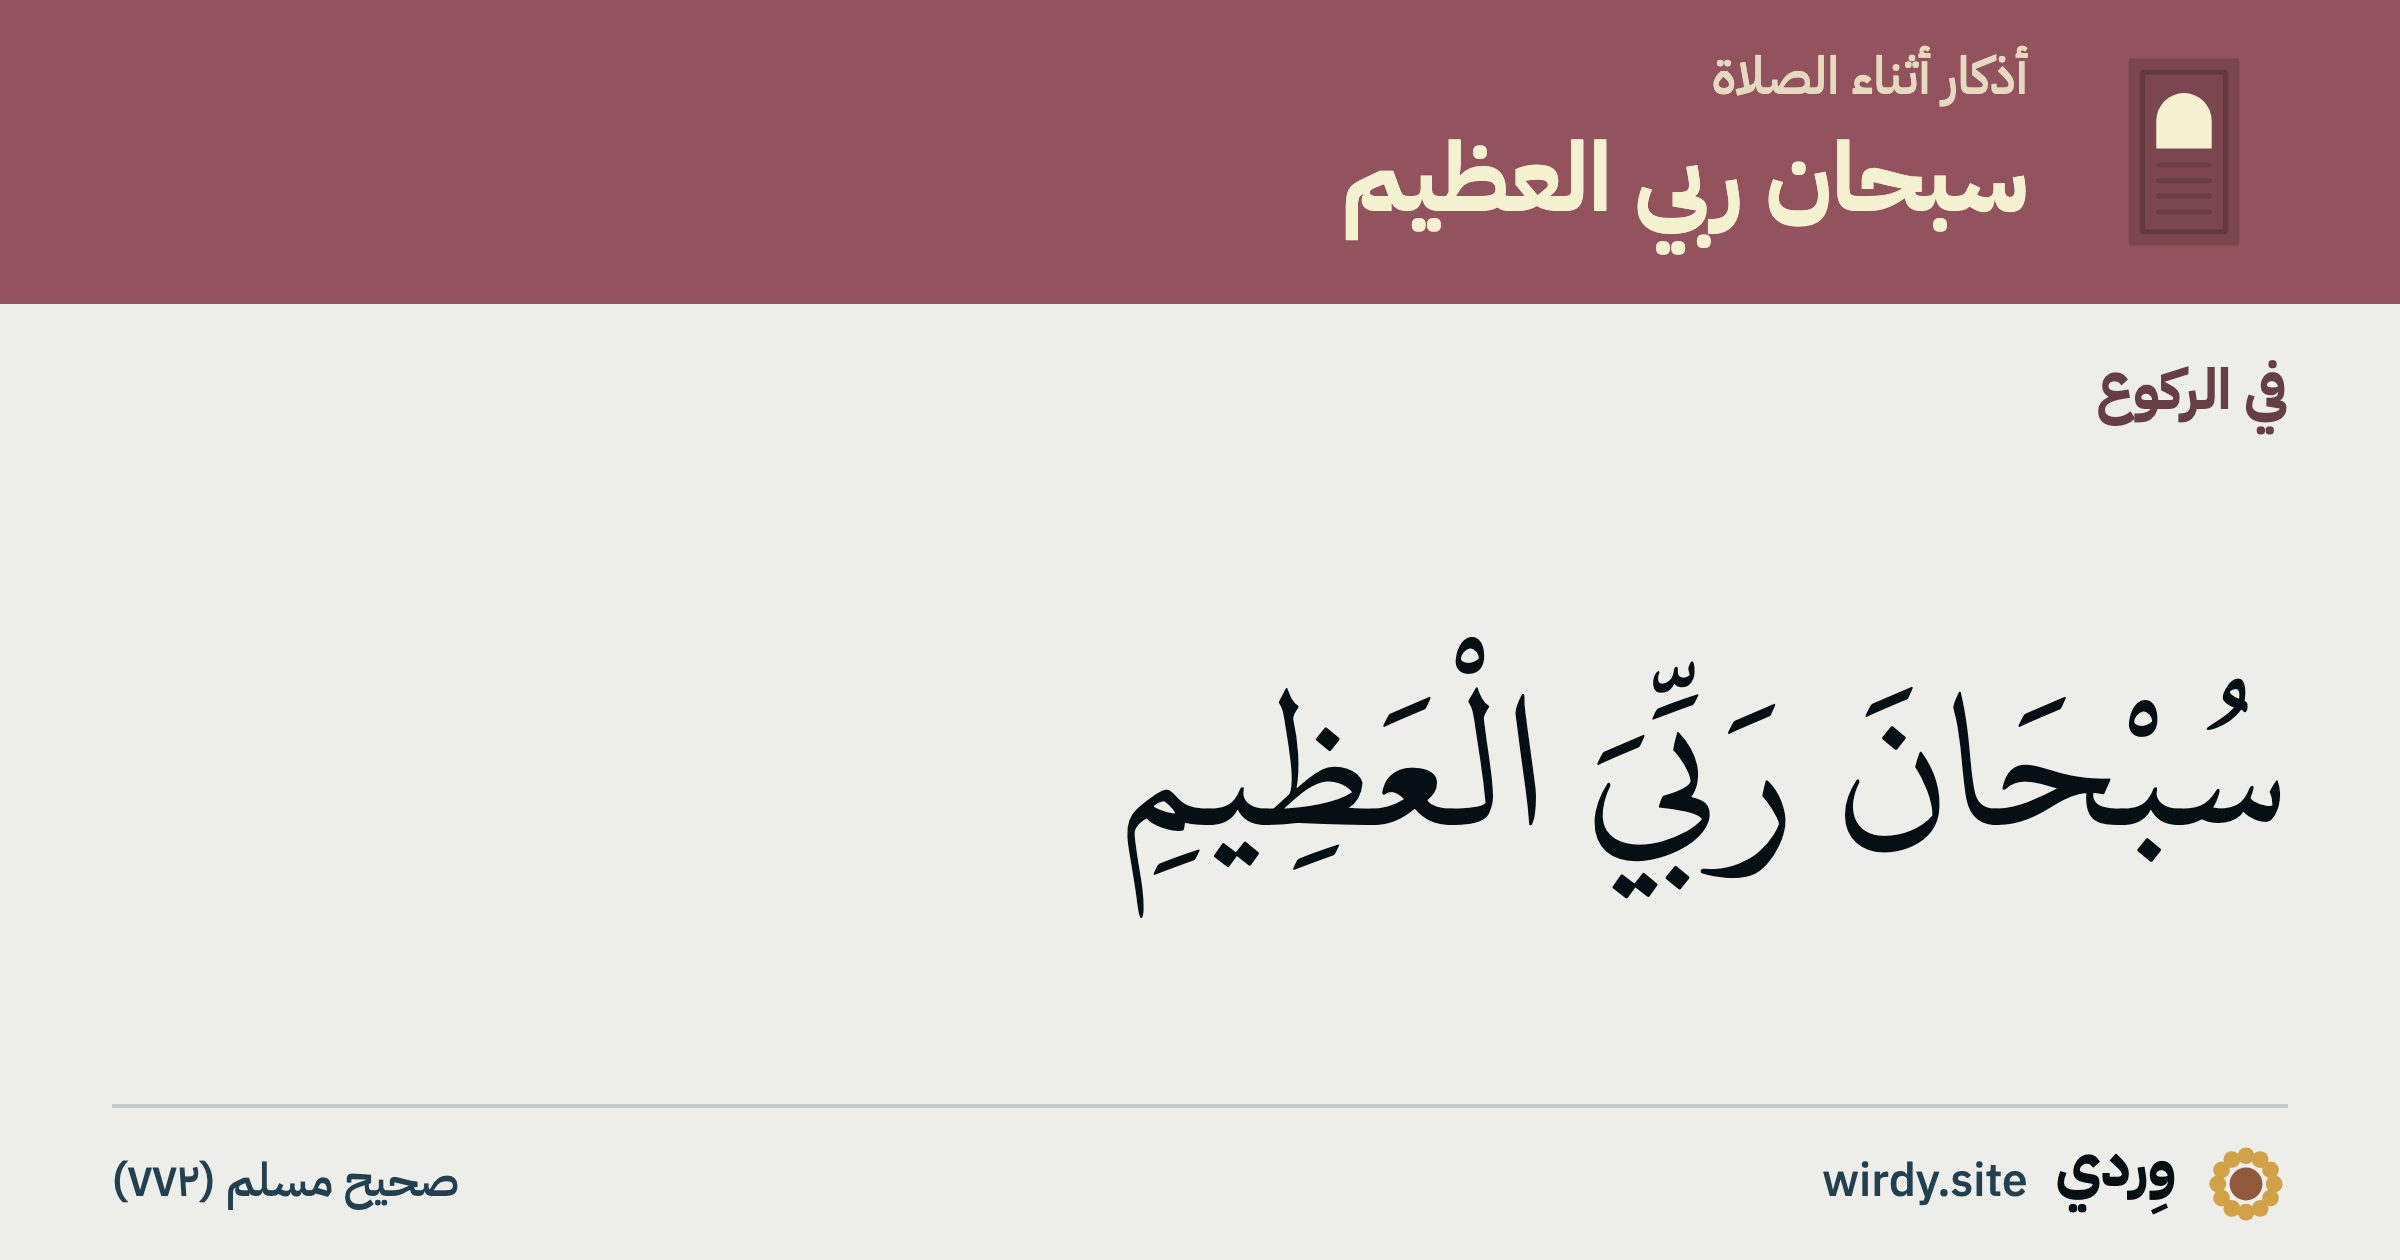 أذكار أثناء الصلاة
سبحان ربي العظيم
في الركوع
سُبْحَانَ رَبِّيَ الْعَظِيمِ
وِردي wirdy.site
صحيح مسلم (٧٧٢)